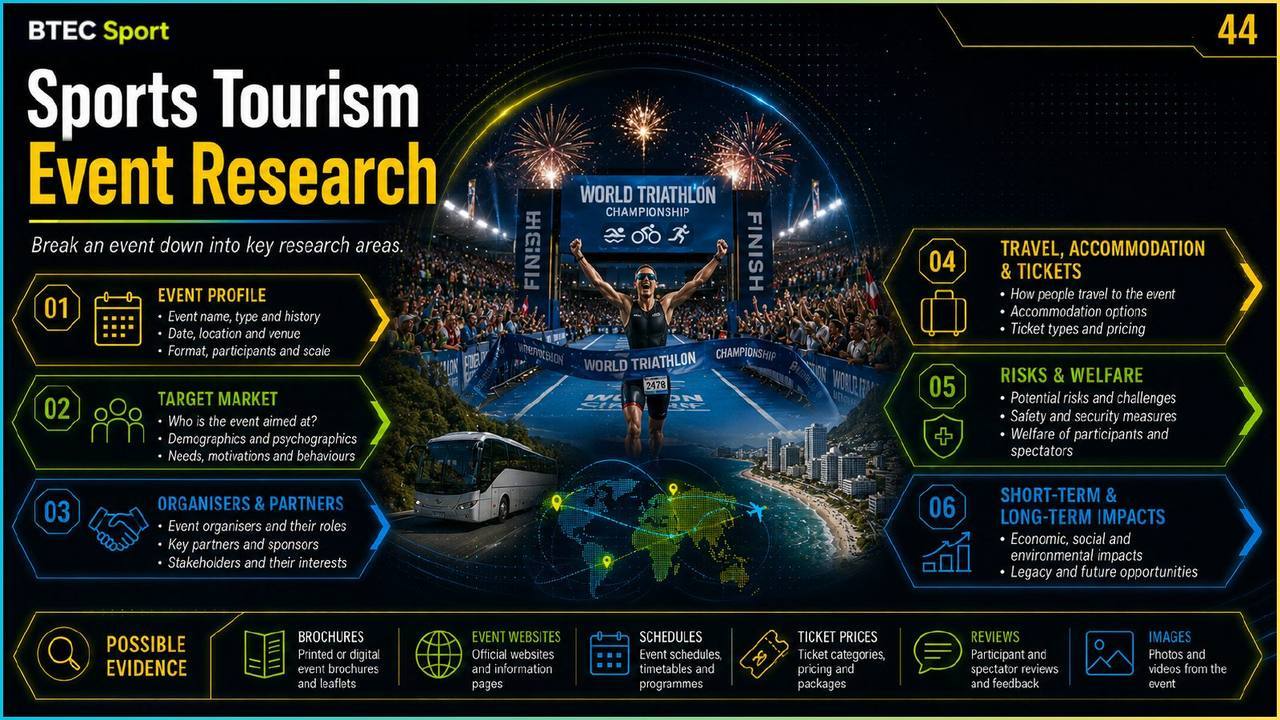 BTEC Sport
44
Sports Tourism
Event Research
Break an event down into key research areas.
01
EVENT PROFILE
• Event name, type and history
• Date, location and venue
• Format, participants and scale
02
TARGET MARKET
• Who is the event aimed at?
• Demographics and psychographics
• Needs, motivations and behaviours
03
ORGANISERS & PARTNERS
• Event organisers and their roles
• Key partners and sponsors
• Stakeholders and their interests
WORLD TRIATHLON
CHAMPIONSHIP
FINISH
FINISH
WORLD TRIATHLON
CHAMPIONSHIP
2478
04
TRAVEL, ACCOMMODATION
& TICKETS
• How people travel to the event
• Accommodation options
• Ticket types and pricing
05
RISKS & WELFARE
• Potential risks and challenges
• Safety and security measures
• Welfare of participants and
spectators
06
SHORT-TERM &
LONG-TERM IMPACTS
• Economic, social and
environmental impacts
• Legacy and future opportunities
POSSIBLE
EVIDENCE
BROCHURES
Printed or digital
event brochures
and leaflets
EVENT WEBSITES
Official websites
and information
pages
SCHEDULES
Event schedules,
timetables and
programmes
TICKET PRICES
Ticket categories,
pricing and
packages
REVIEWS
Participant and
spectator reviews
and feedback
IMAGES
Photos and
videos from the
event